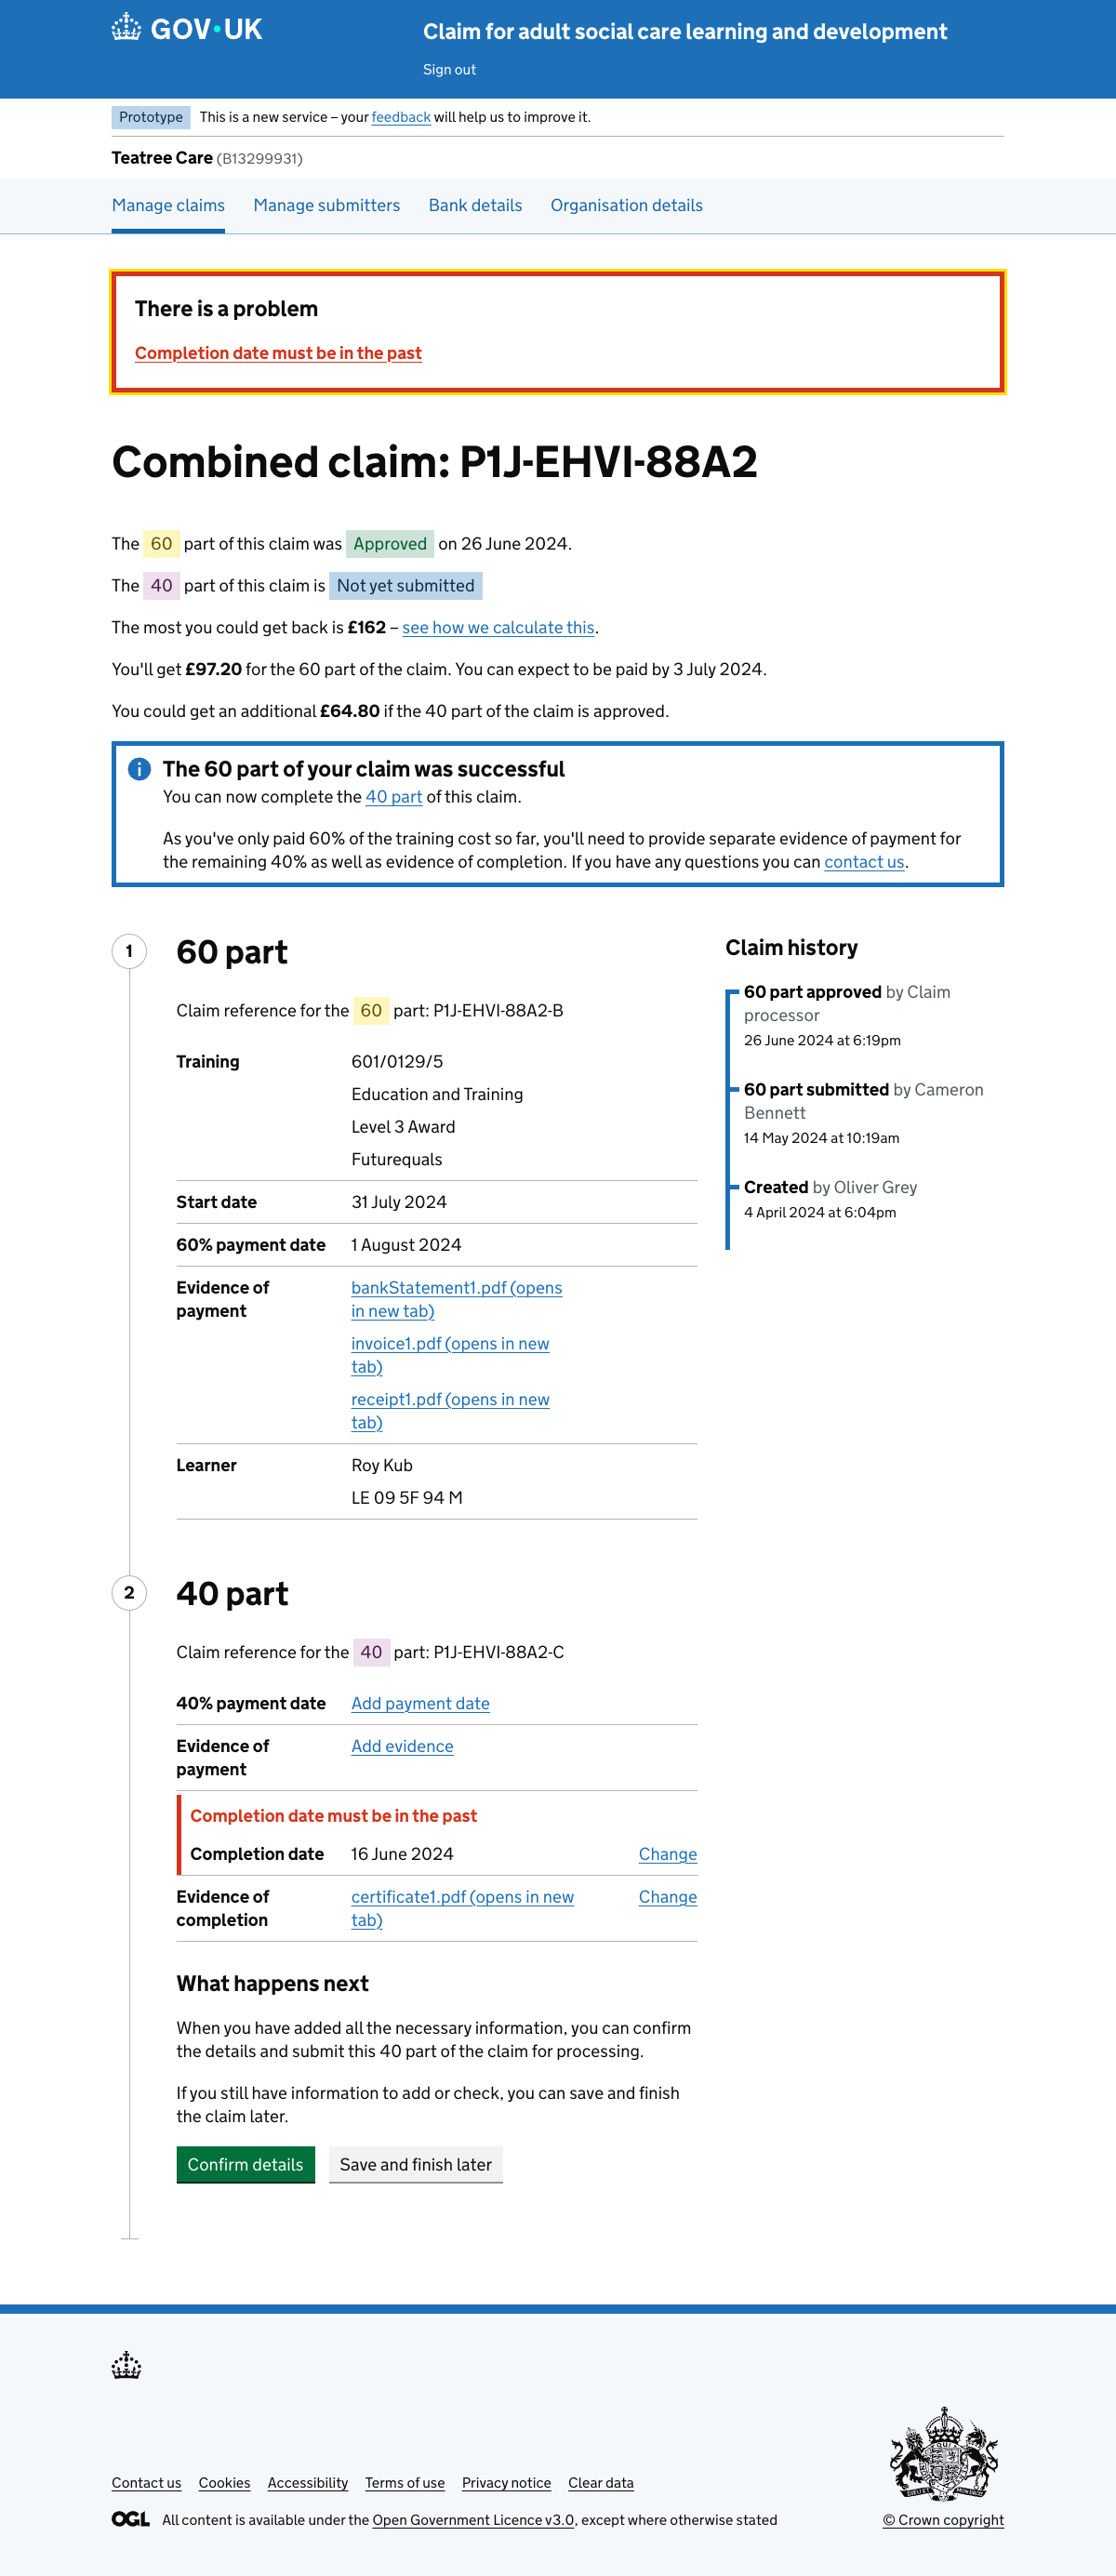 GOV·UK
Claim for adult social care learning and development
Sign out
Prototype This is a new service – your feedback will help us to improve it.
Teatree Care (B13299931)
Manage claims Manage submitters Bank details Organisation details
There is a problem
Completion date must be in the past
Combined claim: P1J-EHVI-88A2
The 60 part of this claim was Approved on 26 June 2024.
The 40 part of this claim is Not yet submitted
The most you could get back is £162 – see how we calculate this.
You'll get £97.20 for the 60 part of the claim. You can expect to be paid by 3 July 2024.
You could get an additional £64.80 if the 40 part of the claim is approved.
The 60 part of your claim was successful
You can now complete the 40 part of this claim.
As you've only paid 60% of the training cost so far, you'll need to provide separate evidence of payment for
the remaining 40% as well as evidence of completion. If you have any questions you can contact us.
1
60 part
Claim reference for the 60 part: P1J-EHVI-88A2-B
Training 601/0129/5
Education and Training
Level 3 Award
Futurequals
Start date 31 July 2024
60% payment date 1 August 2024
Evidence of
payment
bankStatement1.pdf (opens
in new tab)
invoice1.pdf (opens in new
tab)
receipt1.pdf (opens in new
tab)
Learner Roy Kub
LE 09 5F 94 M
Claim history
60 part approved by Claim
processor
26 June 2024 at 6:19pm
60 part submitted by Cameron
Bennett
14 May 2024 at 10:19am
Created by Oliver Grey
4 April 2024 at 6:04pm
2
40 part
Claim reference for the 40 part: P1J-EHVI-88A2-C
40% payment date Add payment date
Evidence of
payment
Add evidence
Completion date must be in the past
Completion date 16 June 2024 Change
Evidence of
completion
certificate1.pdf (opens in new
tab)
Change
What happens next
When you have added all the necessary information, you can confirm
the details and submit this 40 part of the claim for processing.
If you still have information to add or check, you can save and finish
the claim later.
Confirm details Save and finish later
Contact us Cookies Accessibility Terms of use Privacy notice Clear data
OGL All content is available under the Open Government Licence v3.0, except where otherwise stated
© Crown copyright